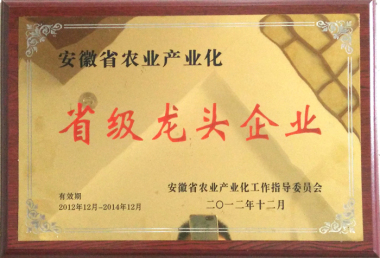 安徽省农业产业化
省级龙头企业
安徽省农业产业化工作指导委员会
二〇一二年十二月
有效期
2012年12月-2014年12月